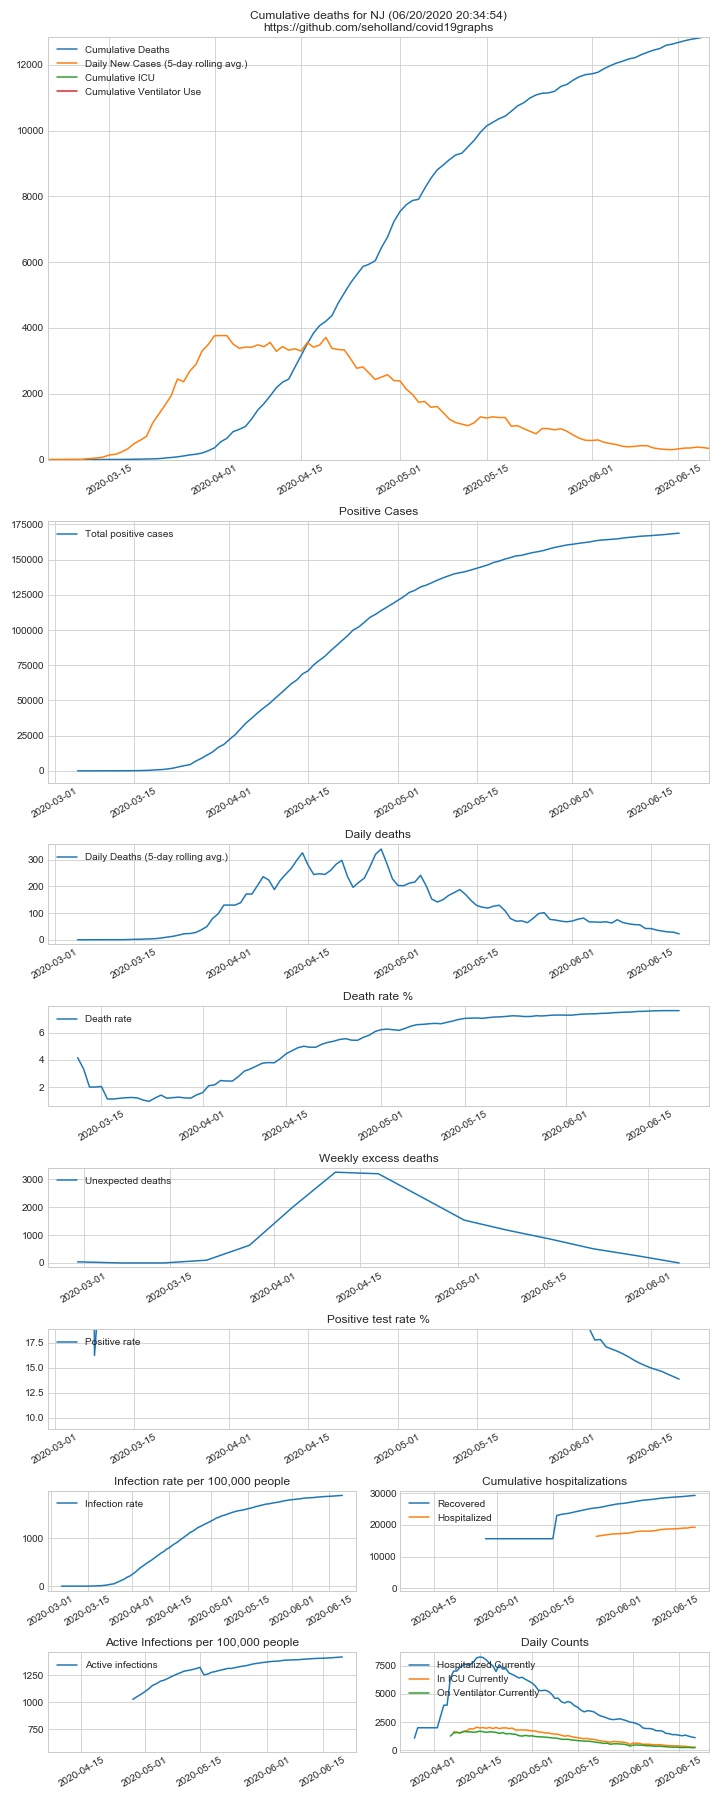 Cumulative deaths for NJ (06/20/2020 20:34:54)
https://github.com/seholland/covid19graphs
Cumulative Deaths
Daily New Cases (5-day rolling avg.)
Cumulative ICU
Cumulative Ventilator Use
12000
10000
8000
6000
4000
2000
0
2020-03-15 2020-04-01 2020-04-15 2020-05-01 2020-05-15 2020-06-01 2020-06-15
Positive Cases
Total positive cases
175000
150000
125000
100000
75000
50000
25000
0
2020-03-01 2020-03-15 2020-04-01 2020-04-15 2020-05-01 2020-05-15 2020-06-01 2020-06-15
Daily deaths
Daily Deaths (5-day rolling avg.)
300
200
100
0
2020-03-01 2020-03-15 2020-04-01 2020-04-15 2020-05-01 2020-05-15 2020-06-01 2020-06-15
Death rate %
Death rate
6
4
2
2020-03-15 2020-04-01 2020-04-15 2020-05-01 2020-05-15 2020-06-01 2020-06-15
Weekly excess deaths
Unexpected deaths
3000
2000
1000
0
2020-03-01 2020-03-15 2020-04-01 2020-04-15 2020-05-01 2020-05-15 2020-06-01
Positive test rate %
Positive rate
17.5
15.0
12.5
10.0
2020-03-01 2020-03-15 2020-04-01 2020-04-15 2020-05-01 2020-05-15 2020-06-01 2020-06-15
Infection rate per 100,000 people
Infection rate
1000
0
2020-03-01 2020-03-15 2020-04-01 2020-04-15 2020-05-01 2020-05-15 2020-06-01 2020-06-15
Cumulative hospitalizations
Recovered
Hospitalized
30000
20000
10000
0
2020-04-15 2020-05-01 2020-05-15 2020-06-01 2020-06-15
Active Infections per 100,000 people
Active infections
1250
1000
750
2020-04-15 2020-05-01 2020-05-15 2020-06-01 2020-06-15
Daily Counts
Hospitalized Currently
In ICU Currently
On Ventilator Currently
7500
5000
2500
0
2020-04-01 2020-04-15 2020-05-01 2020-05-15 2020-06-01 2020-06-15